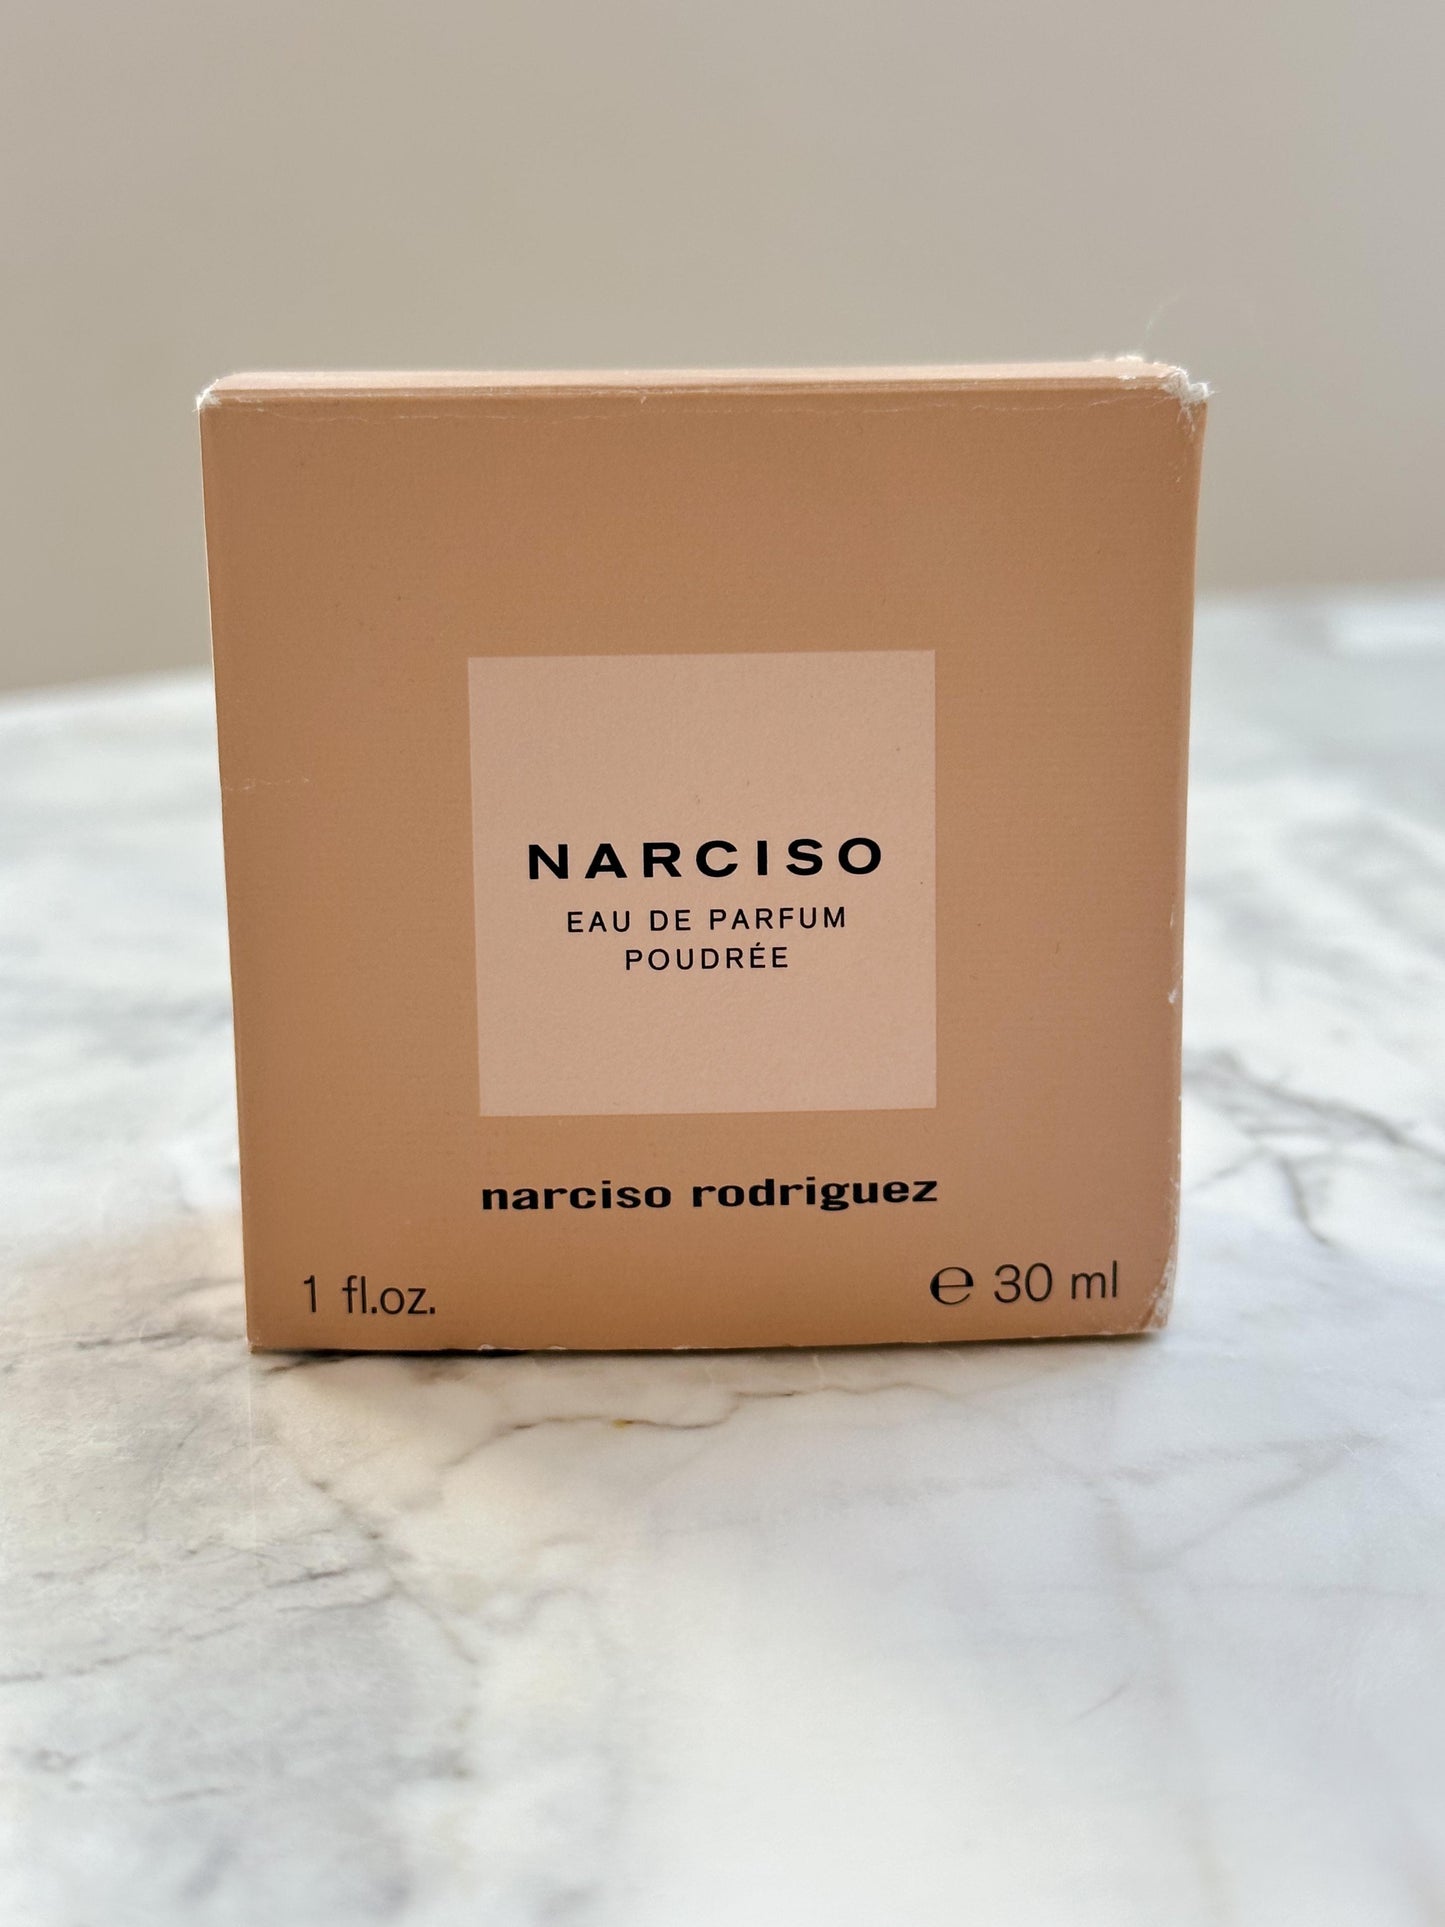 NARCISO
EAU DE PARFUM
POUDRÉE
narciso rodriguez
1 fl.oz.
℮ 30 ml